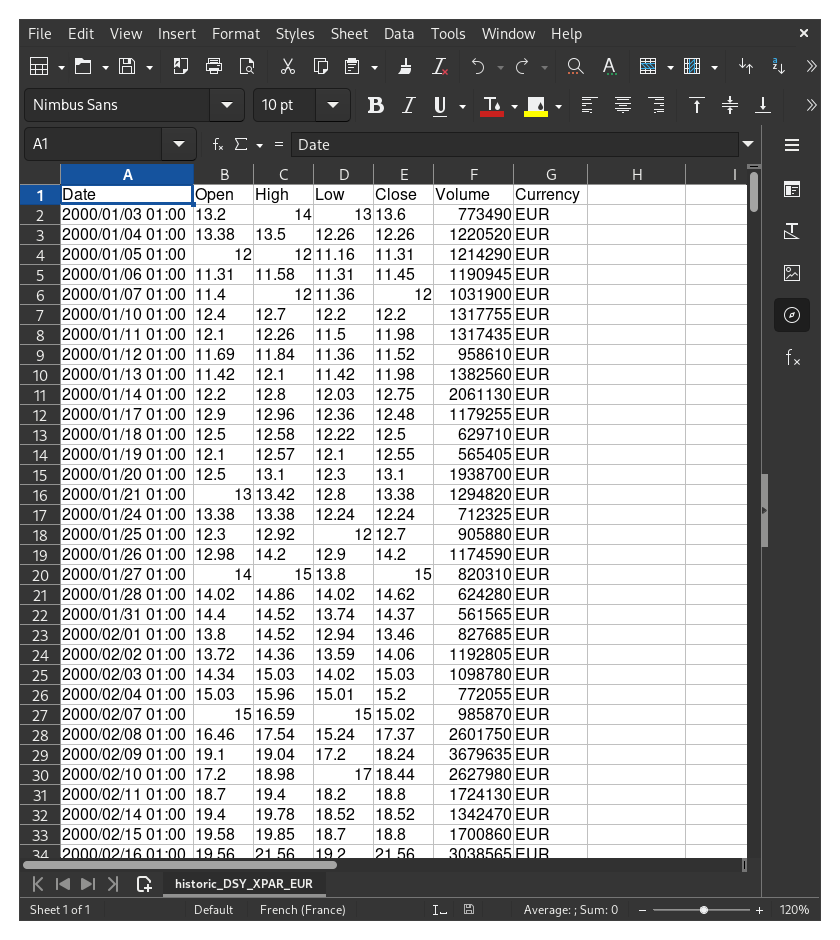 File Edit View Insert Format Styles Sheet Data Tools Window Help
Nimbus Sans 10 pt B I U
A1 fx Σ = Date
A B C D E F G H I
1 Date Open High Low Close Volume Currency
2 2000/01/03 01:00 13.2 14 13 13.6 773490 EUR
3 2000/01/04 01:00 13.38 13.5 12.26 12.26 1220520 EUR
4 2000/01/05 01:00 12 12 11.16 11.31 1214290 EUR
5 2000/01/06 01:00 11.31 11.58 11.31 11.45 1190945 EUR
6 2000/01/07 01:00 11.4 12 11.36 12 1031900 EUR
7 2000/01/10 01:00 12.4 12.7 12.2 12.2 1317755 EUR
8 2000/01/11 01:00 12.1 12.26 11.5 11.98 1317435 EUR
9 2000/01/12 01:00 11.69 11.84 11.36 11.52 958610 EUR
10 2000/01/13 01:00 11.42 12.1 11.42 11.98 1382560 EUR
11 2000/01/14 01:00 12.2 12.8 12.03 12.75 2061130 EUR
12 2000/01/17 01:00 12.9 12.96 12.36 12.48 1179255 EUR
13 2000/01/18 01:00 12.5 12.58 12.22 12.5 629710 EUR
14 2000/01/19 01:00 12.1 12.57 12.1 12.55 565405 EUR
15 2000/01/20 01:00 12.5 13.1 12.3 13.1 1938700 EUR
16 2000/01/21 01:00 13 13.42 12.8 13.38 1294820 EUR
17 2000/01/24 01:00 13.38 13.38 12.24 12.24 712325 EUR
18 2000/01/25 01:00 12.3 12.92 12 12.7 905880 EUR
19 2000/01/26 01:00 12.98 14.2 12.9 14.2 1174590 EUR
20 2000/01/27 01:00 14 15 13.8 15 820310 EUR
21 2000/01/28 01:00 14.02 14.86 14.02 14.62 624280 EUR
22 2000/01/31 01:00 14.4 14.52 13.74 14.37 561565 EUR
23 2000/02/01 01:00 13.8 14.52 12.94 13.46 827685 EUR
24 2000/02/02 01:00 13.72 14.36 13.59 14.06 1192805 EUR
25 2000/02/03 01:00 14.34 15.03 14.02 15.03 1098780 EUR
26 2000/02/04 01:00 15.03 15.96 15.01 15.2 772055 EUR
27 2000/02/07 01:00 15 16.59 15 15.02 985870 EUR
28 2000/02/08 01:00 16.46 17.54 15.24 17.37 2601750 EUR
29 2000/02/09 01:00 19.1 19.04 17.2 18.24 3679635 EUR
30 2000/02/10 01:00 17.2 18.98 17 18.44 2627980 EUR
31 2000/02/11 01:00 18.7 19.4 18.2 18.8 1724130 EUR
32 2000/02/14 01:00 19.4 19.78 18.52 18.52 1342470 EUR
33 2000/02/15 01:00 19.58 19.85 18.7 18.8 1700860 EUR
34 2000/02/16 01:00 19.56 21.56 19.2 21.56 3038565 EUR
historic_DSY_XPAR_EUR
Sheet 1 of 1 Default French (France) Average: ; Sum: 0 120%